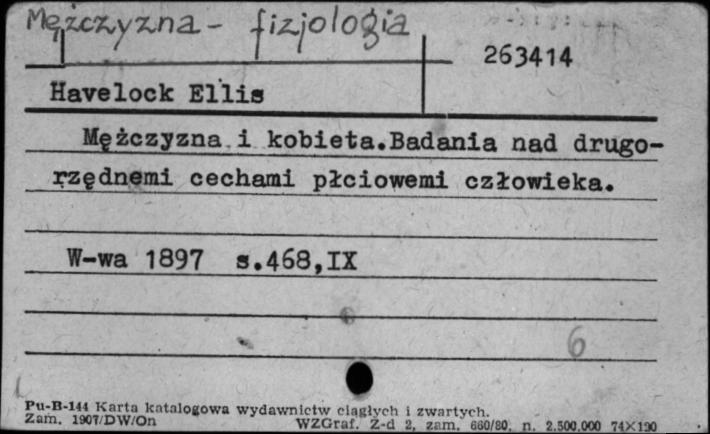 Mężczyzna - fizjologia
263414
Havelock Ellis
Mężczyzna i kobieta.Badania nad drugo-
rzędnemi cechami płciowemi człowieka.
W-wa 1897 s.468,IX
6
Pu-B-144 Karta katalogowa wydawnictw ciągłych i zwartych.
Zam. 1907/DW/On WZGraf. Z-d 2, zam. 660/80, n. 2.500.000 74×190